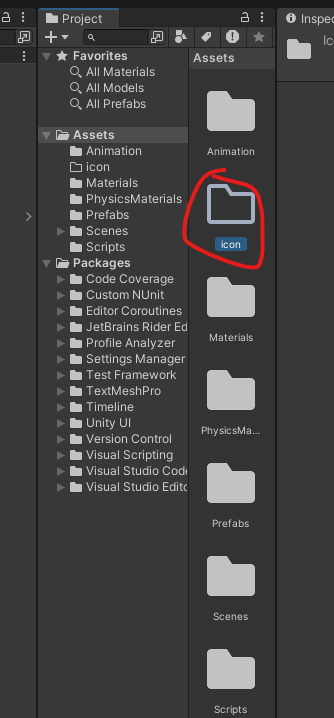 Project
Favorites
All Materials
All Models
All Prefabs
Assets
Animation
icon
Materials
PhysicsMaterials
Prefabs
Scenes
Scripts
Packages
Code Coverage
Custom NUnit
Editor Coroutines
JetBrains Rider Ed
Profile Analyzer
Settings Manager
Test Framework
TextMeshPro
Timeline
Unity UI
Version Control
Visual Scripting
Visual Studio Code
Visual Studio Edito
Assets
Animation
icon
Materials
PhysicsMa...
Prefabs
Scenes
Scripts
Inspec
Ico